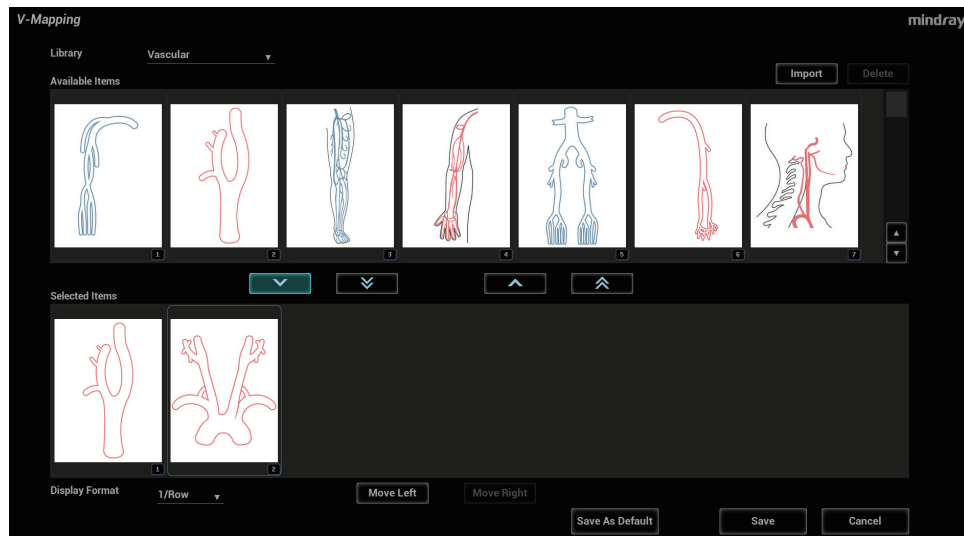 V-Mapping
mindray
Library
Vascular
Import
Delete
Available Items
1
2
3
4
5
6
7
Selected Items
1
2
Display Format
1/Row
Move Left
Move Right
Save As Default
Save
Cancel